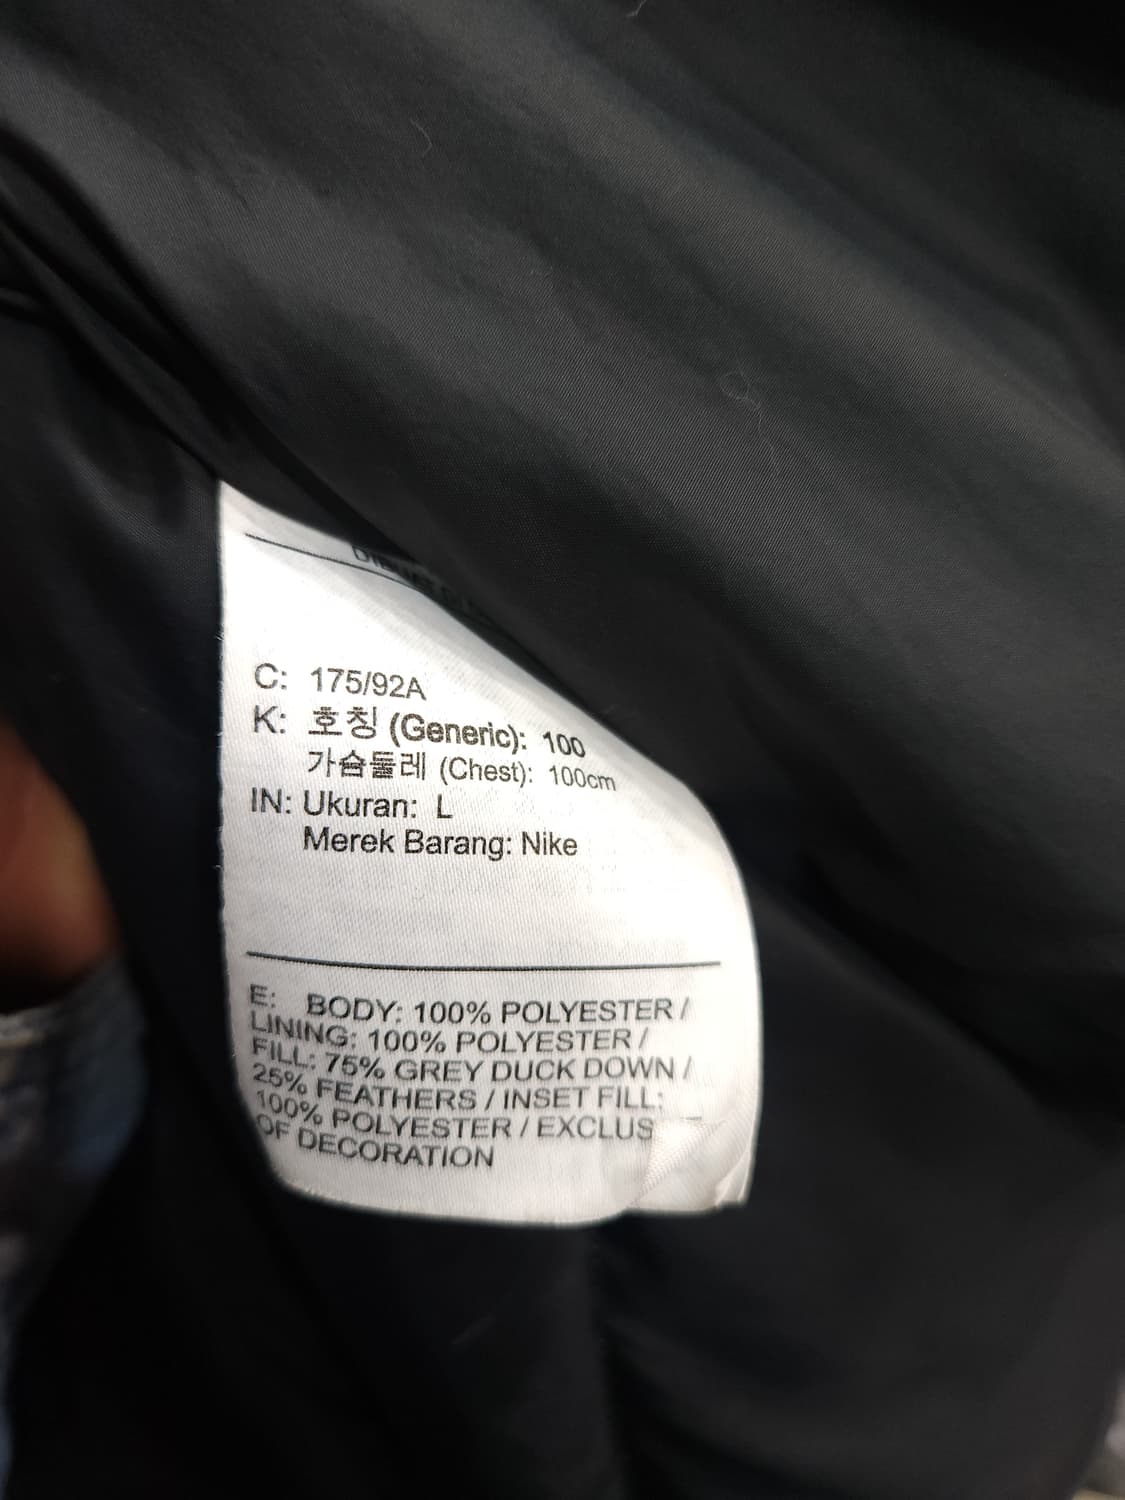 C: 175/92A
K: 호칭 (Generic): 100
가슴둘레 (Chest): 100cm
IN: Ukuran: L
Merek Barang: Nike
E: BODY: 100% POLYESTER /
LINING: 100% POLYESTER /
FILL: 75% GREY DUCK DOWN /
25% FEATHERS / INSET FILL:
100% POLYESTER / EXCLUS
OF DECORATION